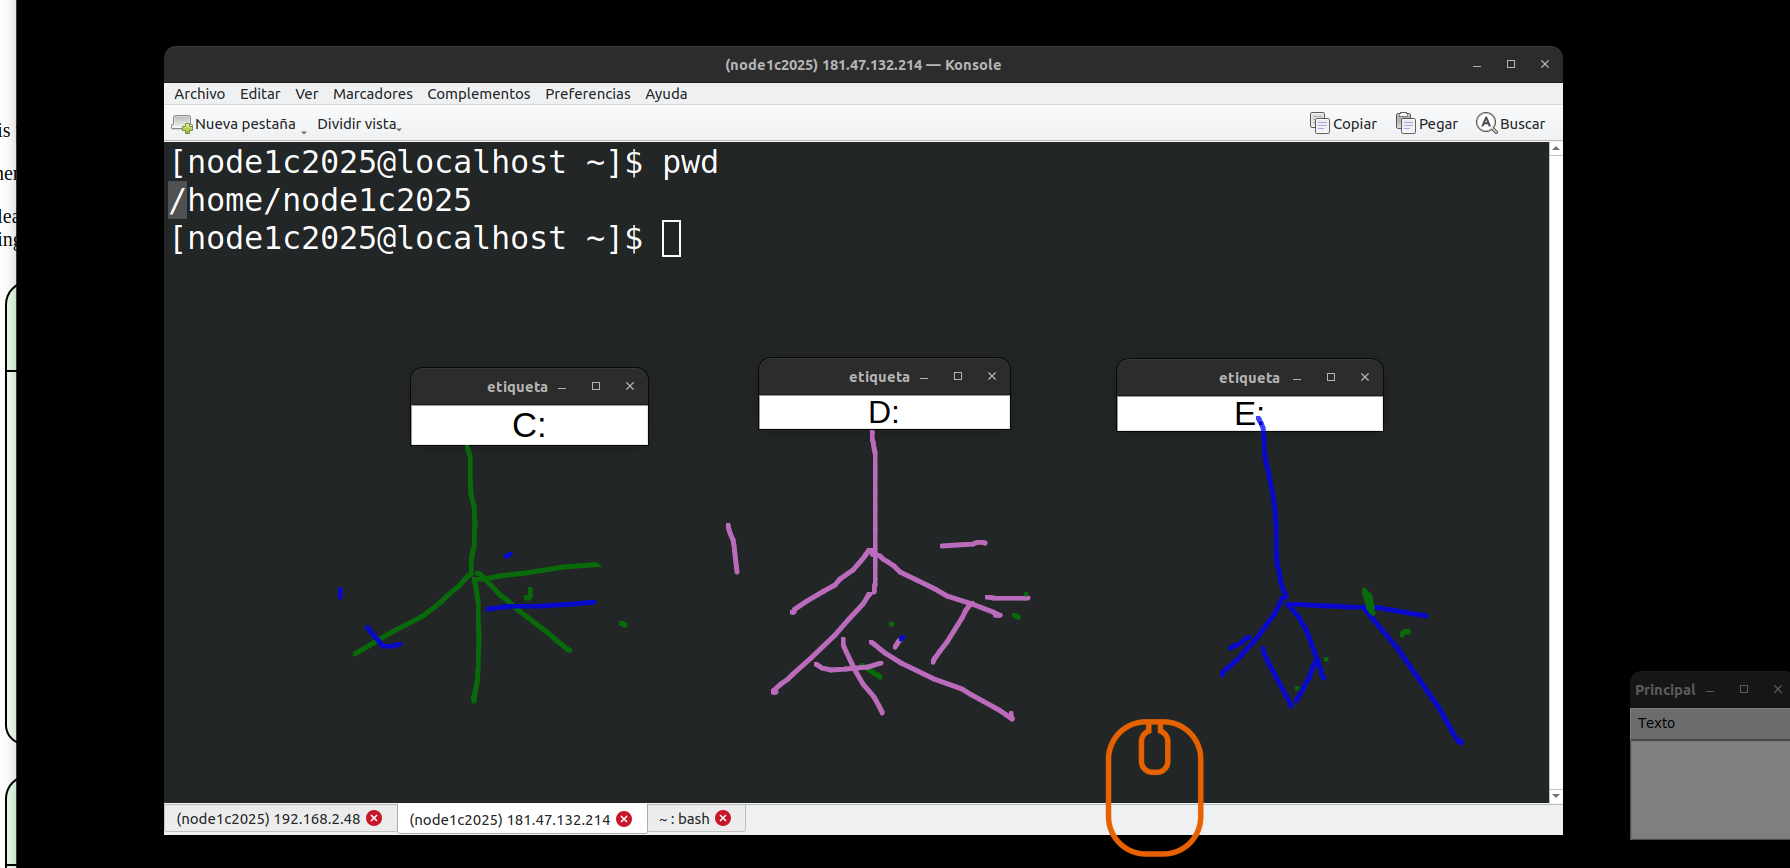 (node1c2025) 181.47.132.214 — Konsole
Archivo Editar Ver Marcadores Complementos Preferencias Ayuda
Nueva pestaña Dividir vista Copiar Pegar Buscar
[node1c2025@localhost ~]$ pwd
/home/node1c2025
[node1c2025@localhost ~]$
etiqueta etiqueta etiqueta
C: D: E:
Principal
Texto
(node1c2025) 192.168.2.48 (node1c2025) 181.47.132.214 ~ : bash